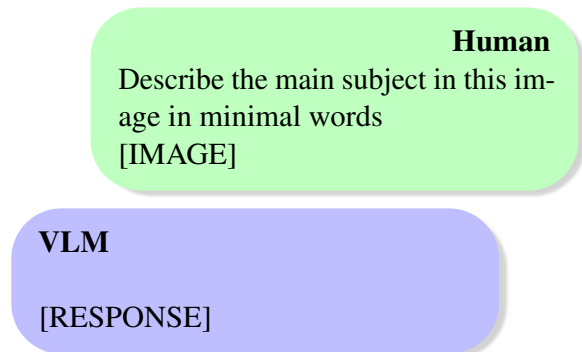 Human
Describe the main subject in this im-
age in minimal words
[IMAGE]
VLM
[RESPONSE]